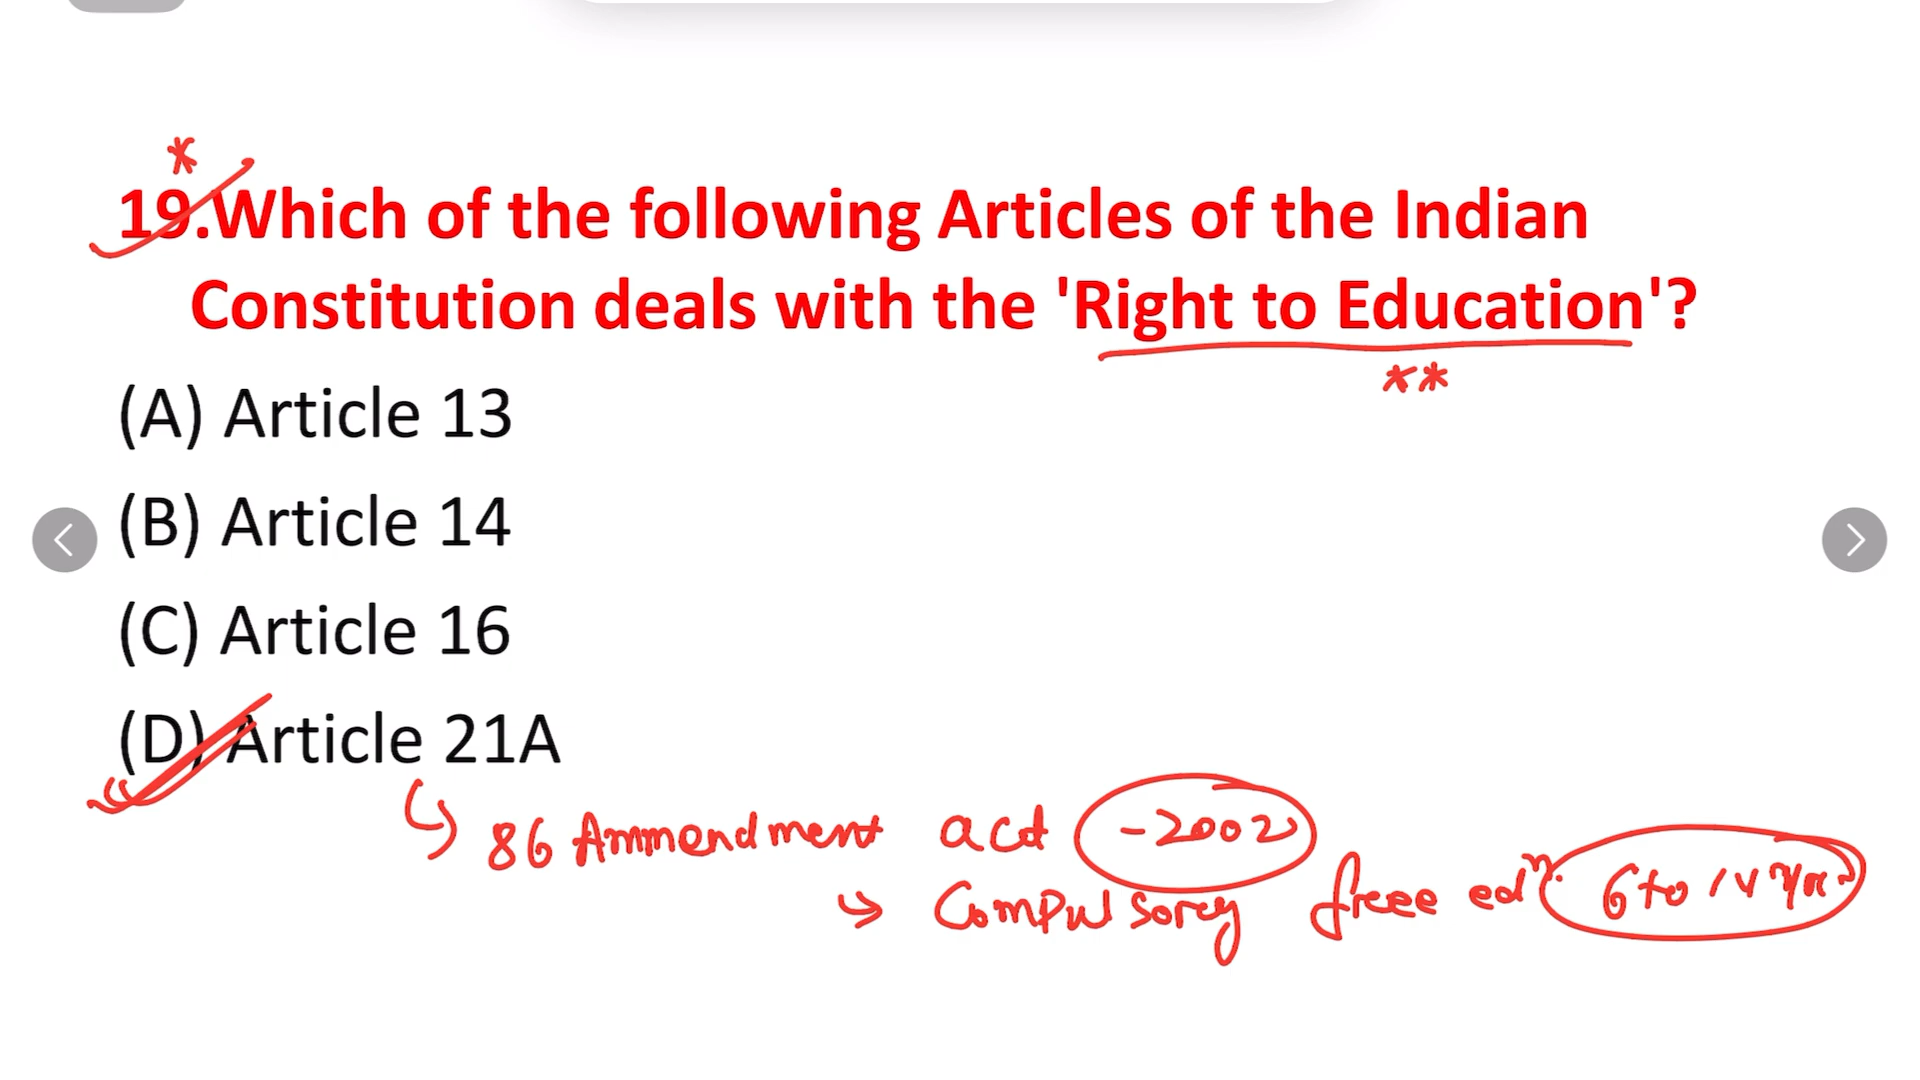 *
19.Which of the following Articles of the Indian
Constitution deals with the 'Right to Education'?
**
(A) Article 13
(B) Article 14
(C) Article 16
(D) Article 21A
86 Ammendment act -2002
→ Compulsory freee edn. 6 to 14 yrs